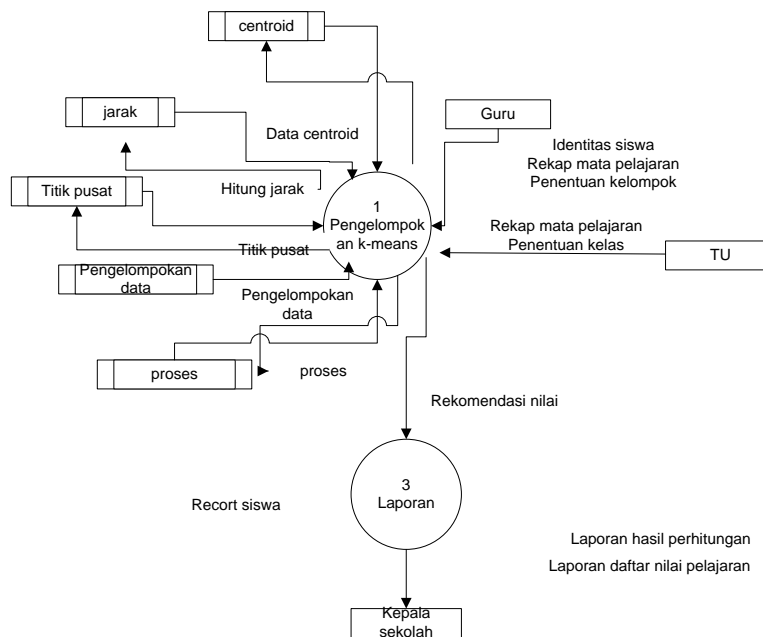 centroid
jarak
Guru
Data centroid
Identitas siswa
Rekap mata pelajaran
Penentuan kelompok
Hitung jarak
Titik pusat
1
Pengelompok
an k-means
Rekap mata pelajaran
Penentuan kelas
TU
Titik pusat
Pengelompokan
data
Pengelompokan
data
proses
proses
Rekomendasi nilai
3
Laporan
Recort siswa
Laporan hasil perhitungan
Laporan daftar nilai pelajaran
Kepala
sekolah